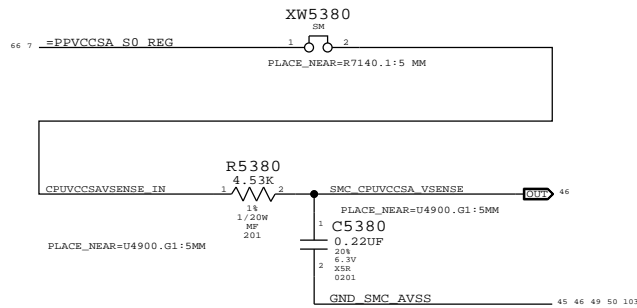 XW5380
SM
66 7 =PPVCCSA_S0_REG 1 2
PLACE_NEAR=R7140.1:5 MM
R5380
4.53K
CPUVCCSAVSENSE_IN 1 2 SMC_CPUVCCSA_VSENSE OUT 46
1%
1/20W
MF
201
PLACE_NEAR=U4900.G1:5MM
PLACE_NEAR=U4900.G1:5MM
1 C5380
0.22UF
20%
6.3V
2 X5R
0201
GND_SMC_AVSS 45 46 49 50 103